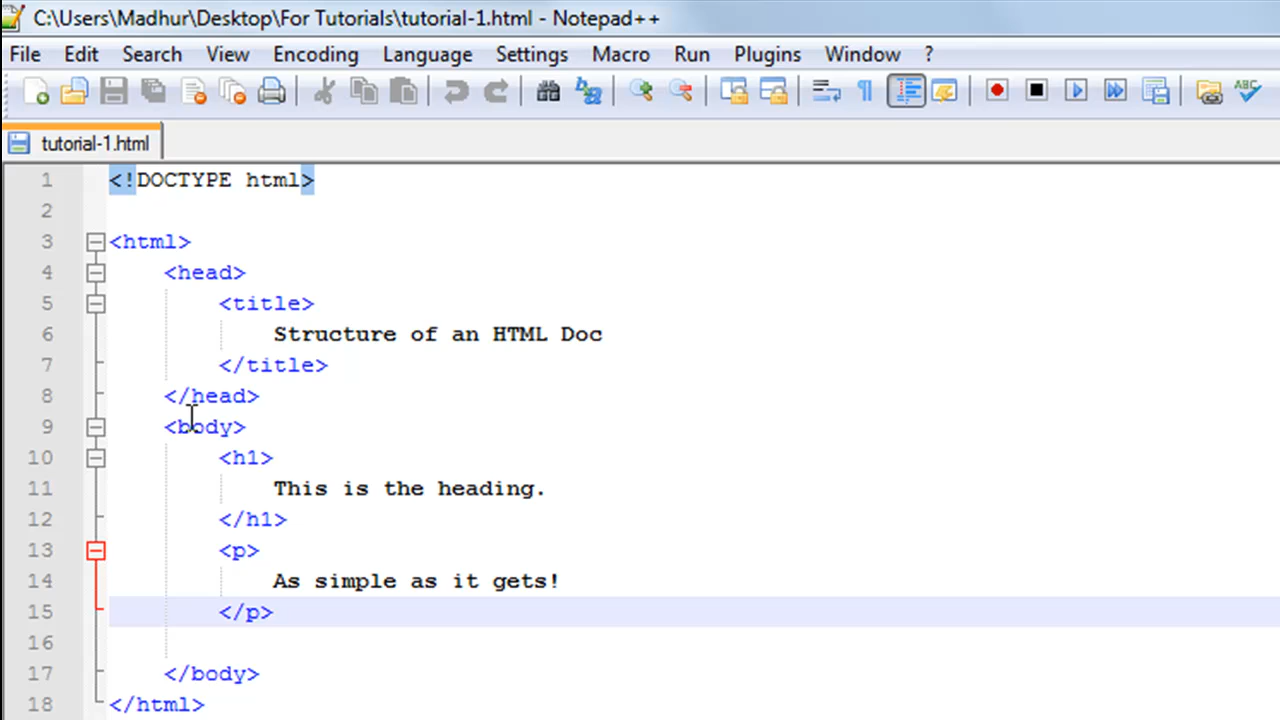 C:\Users\Madhur\Desktop\For Tutorials\tutorial-1.html - Notepad++
File Edit Search View Encoding Language Settings Macro Run Plugins Window ?
ABC
tutorial-1.html
1 <!DOCTYPE html>
2
3 <html>
4 <head>
5 <title>
6 Structure of an HTML Doc
7 </title>
8 </head>
9 <body>
10 <h1>
11 This is the heading.
12 </h1>
13 <p>
14 As simple as it gets!
15 </p>
16
17 </body>
18 </html>